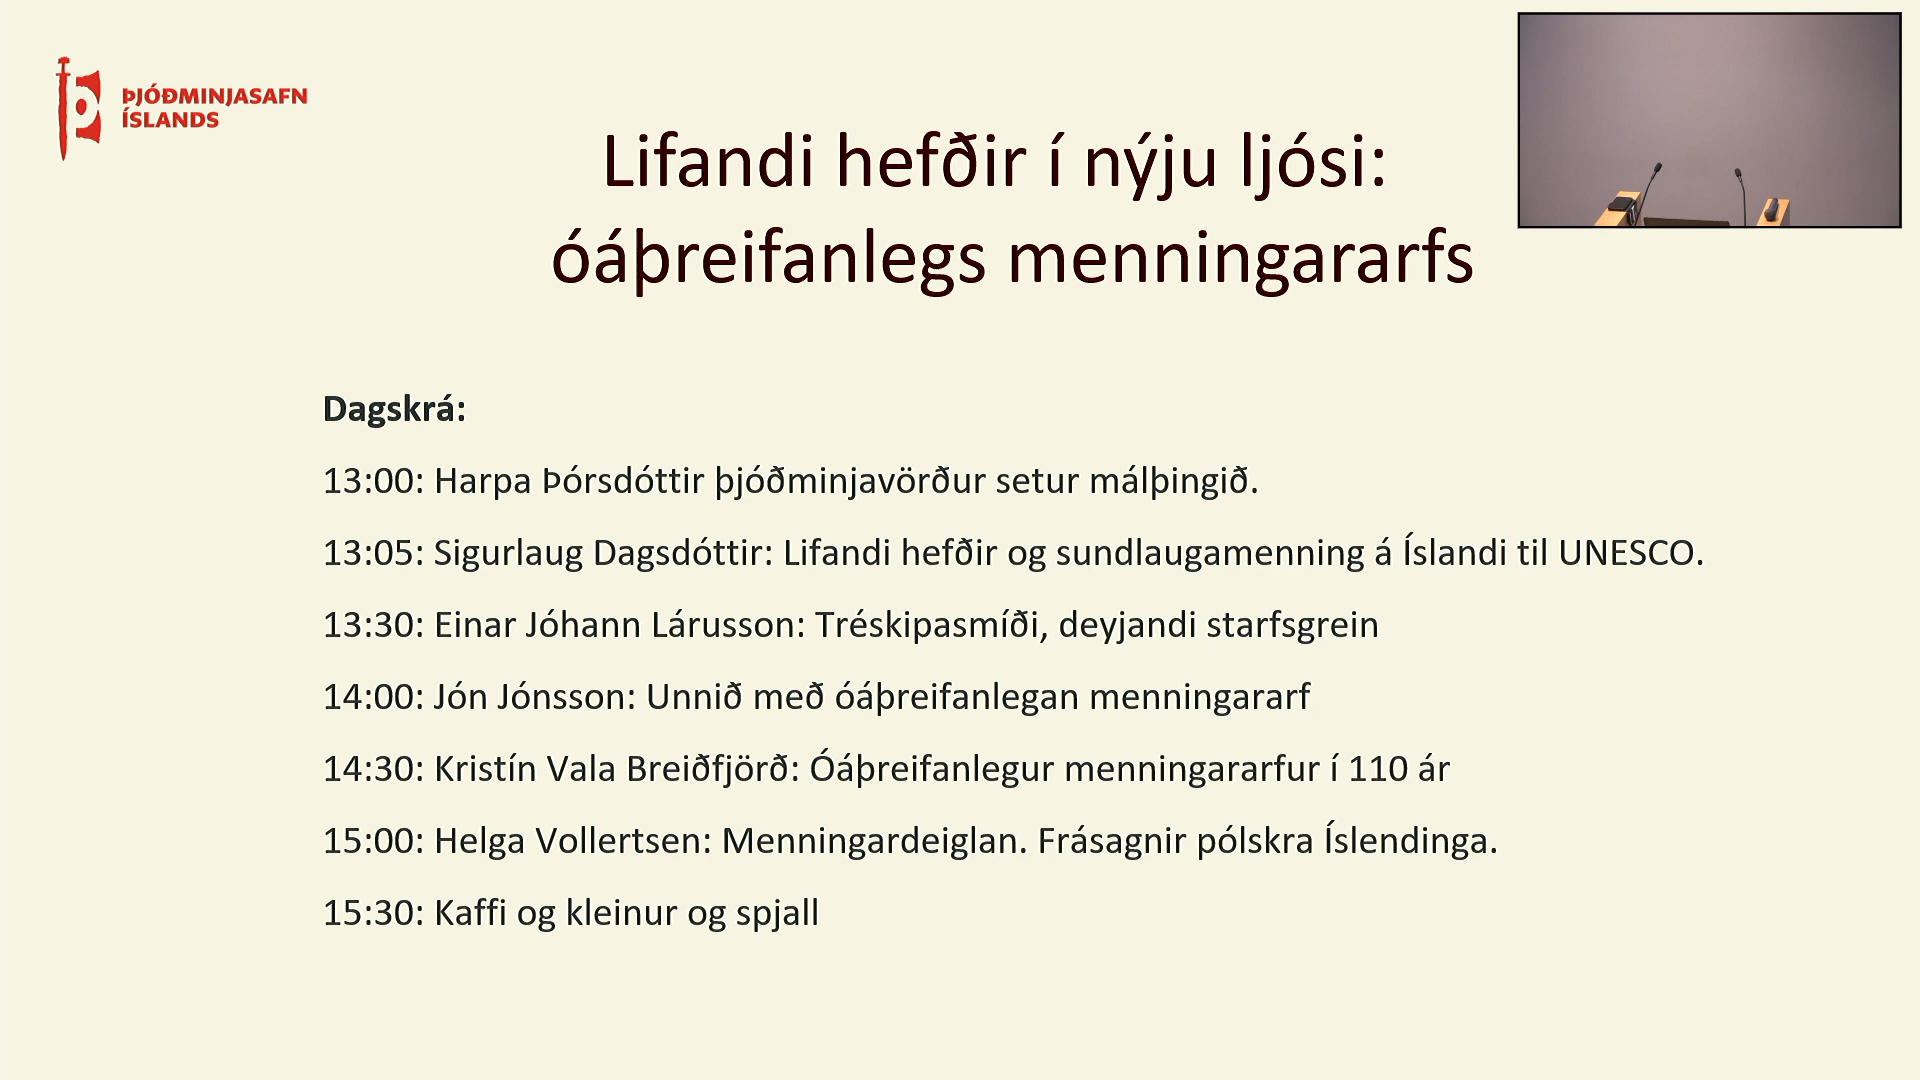 ÞJÓÐMINJASAFN
ÍSLANDS
Lifandi hefðir í nýju ljósi:
óáþreifanlegs menningararfs
Dagskrá:
13:00: Harpa Þórsdóttir þjóðminjavörður setur málþingið.
13:05: Sigurlaug Dagsdóttir: Lifandi hefðir og sundlaugamenning á Íslandi til UNESCO.
13:30: Einar Jóhann Lárusson: Tréskipasmíði, deyjandi starfsgrein
14:00: Jón Jónsson: Unnið með óáþreifanlegan menningararf
14:30: Kristín Vala Breiðfjörð: Óáþreifanlegur menningararfur í 110 ár
15:00: Helga Vollertsen: Menningardeiglan. Frásagnir pólskra Íslendinga.
15:30: Kaffi og kleinur og spjall